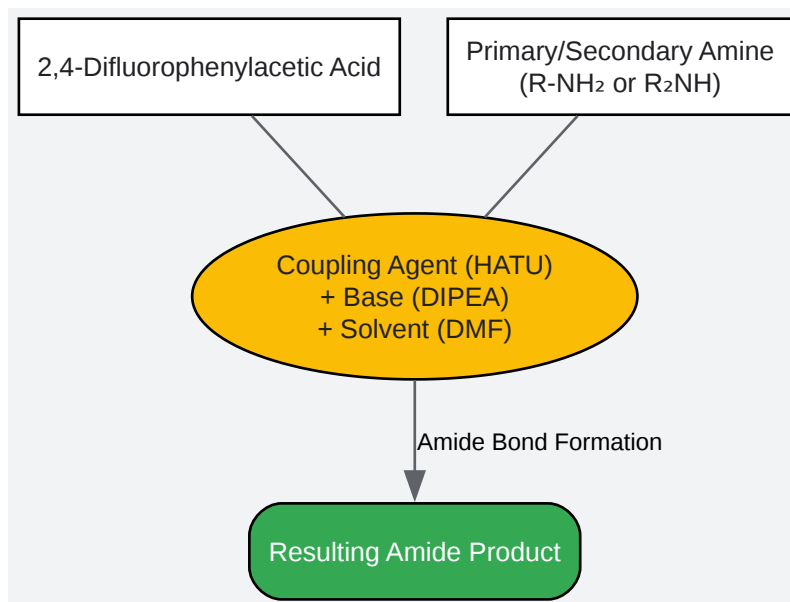 2,4-Difluorophenylacetic Acid
Primary/Secondary Amine
(R-NH₂ or R₂NH)
Coupling Agent (HATU)
+ Base (DIPEA)
+ Solvent (DMF)
Amide Bond Formation
Resulting Amide Product